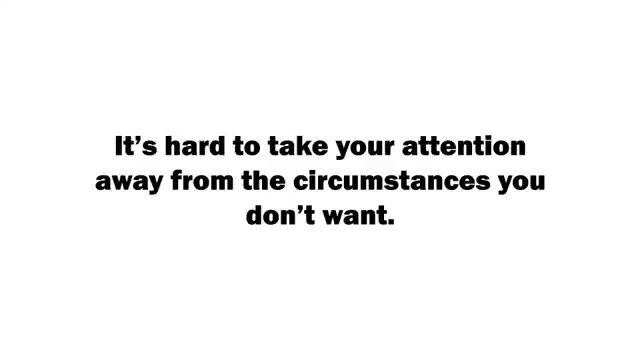 It’s hard to take your attention
away from the circumstances you
don’t want.